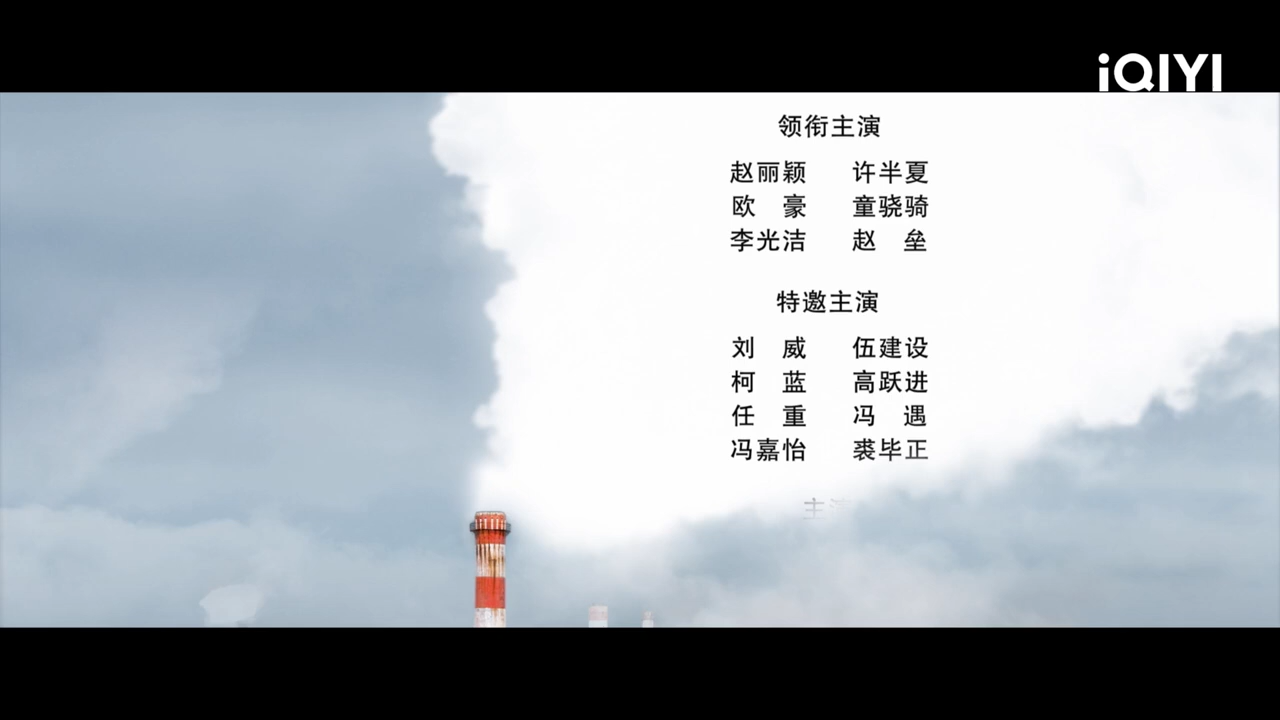 iQIYI
领衔主演
赵丽颖 许半夏
欧 豪 童骁骑
李光洁 赵 垒
特邀主演
刘 威 伍建设
柯 蓝 高跃进
任 重 冯 遇
冯嘉怡 裘毕正
主